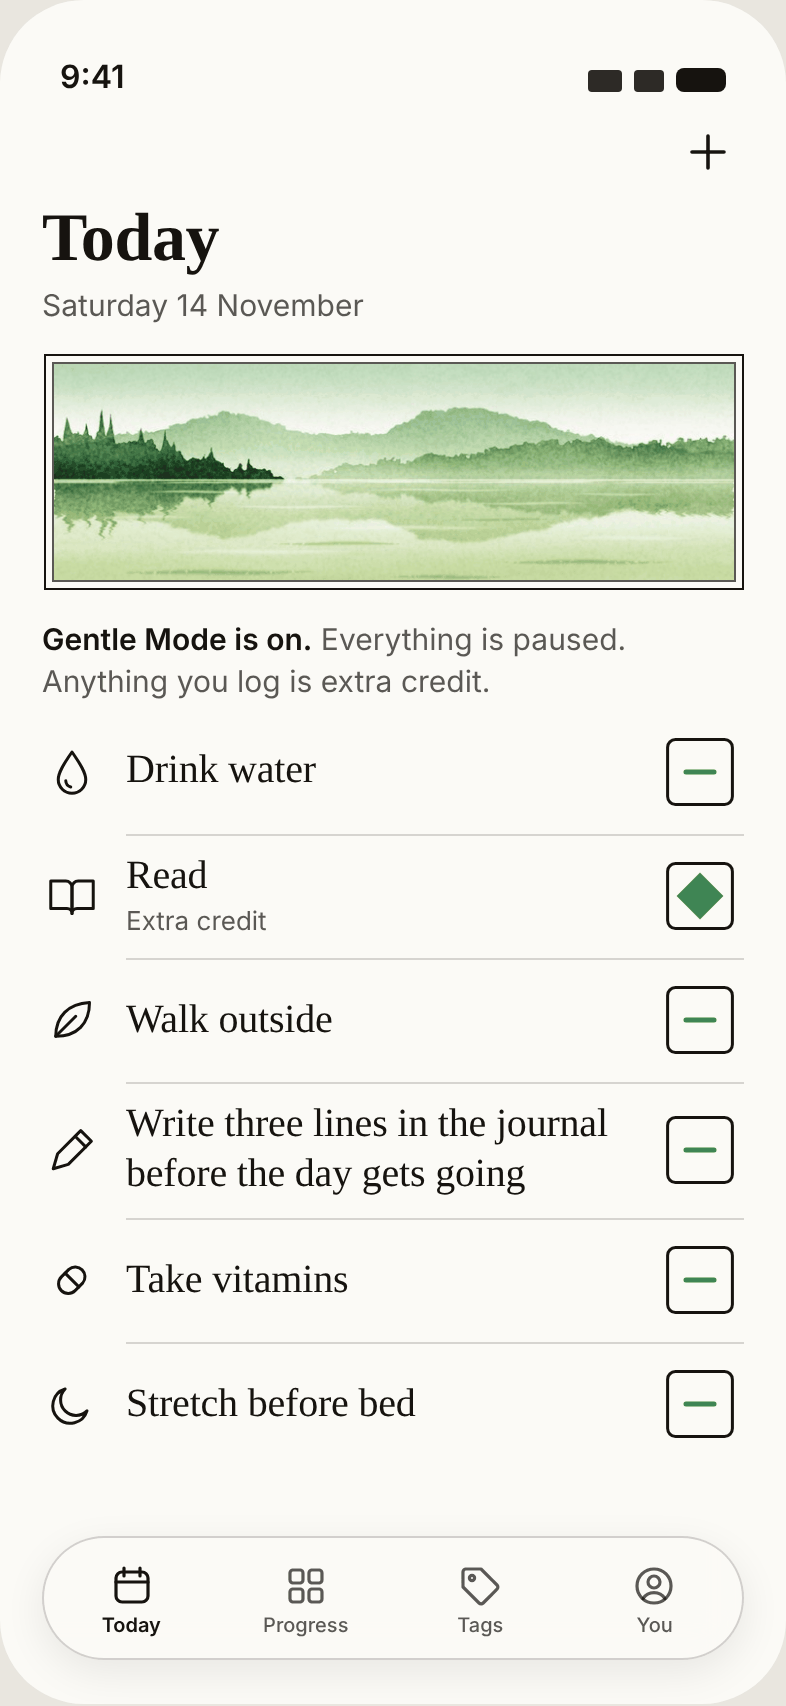 9:41
Today
Saturday 14 November
Gentle Mode is on. Everything is paused.
Anything you log is extra credit.
Drink water
Read
Extra credit
Walk outside
Write three lines in the journal
before the day gets going
Take vitamins
Stretch before bed
Today
Progress
Tags
You